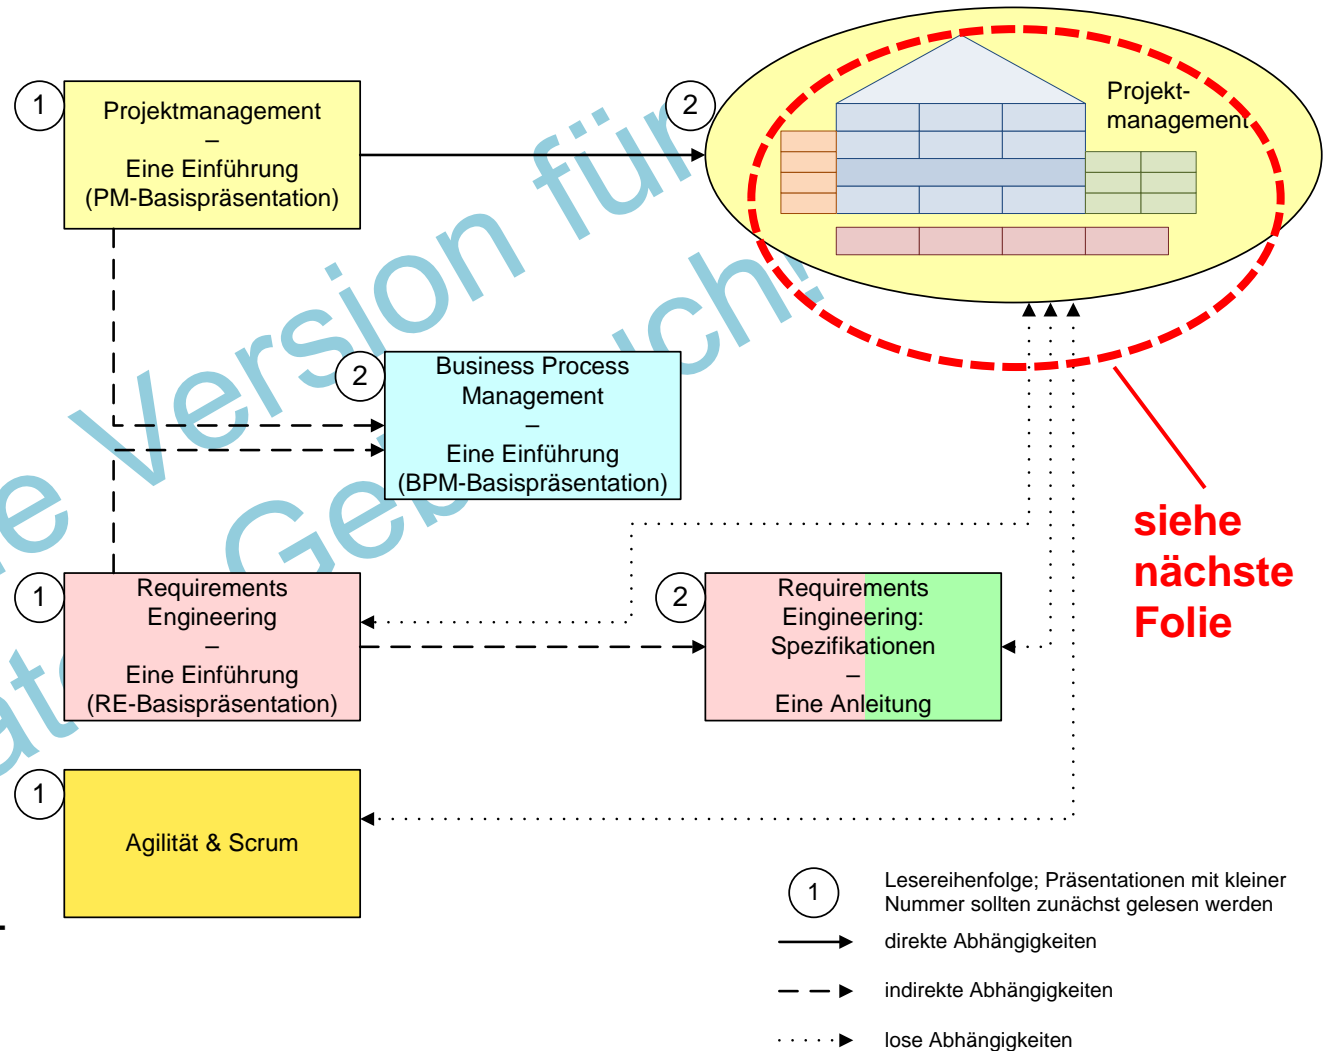 1
Projektmanagement
–
Eine Einführung
(PM-Basispräsentation)
2
Projekt-
management
2
Business Process
Management
–
Eine Einführung
(BPM-Basispräsentation)
siehe
nächste
Folie
1
Requirements
Engineering
–
Eine Einführung
(RE-Basispräsentation)
2
Requirements
Eingineering:
Spezifikationen
–
Eine Anleitung
1
Agilität & Scrum
1
Lesereihenfolge; Präsentationen mit kleiner
Nummer sollten zunächst gelesen werden
direkte Abhängigkeiten
indirekte Abhängigkeiten
lose Abhängigkeiten
Version für